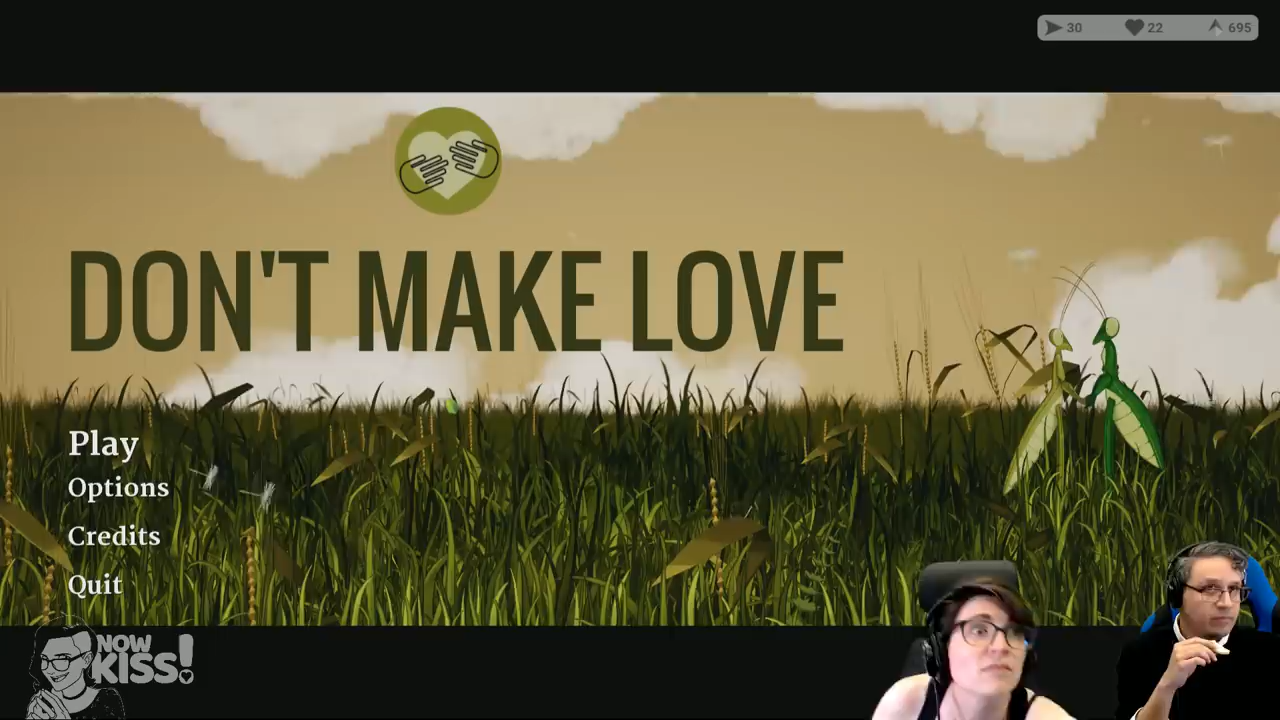 30 22 695
DON'T MAKE LOVE
Play
Options
Credits
Quit
NOW
KISS!